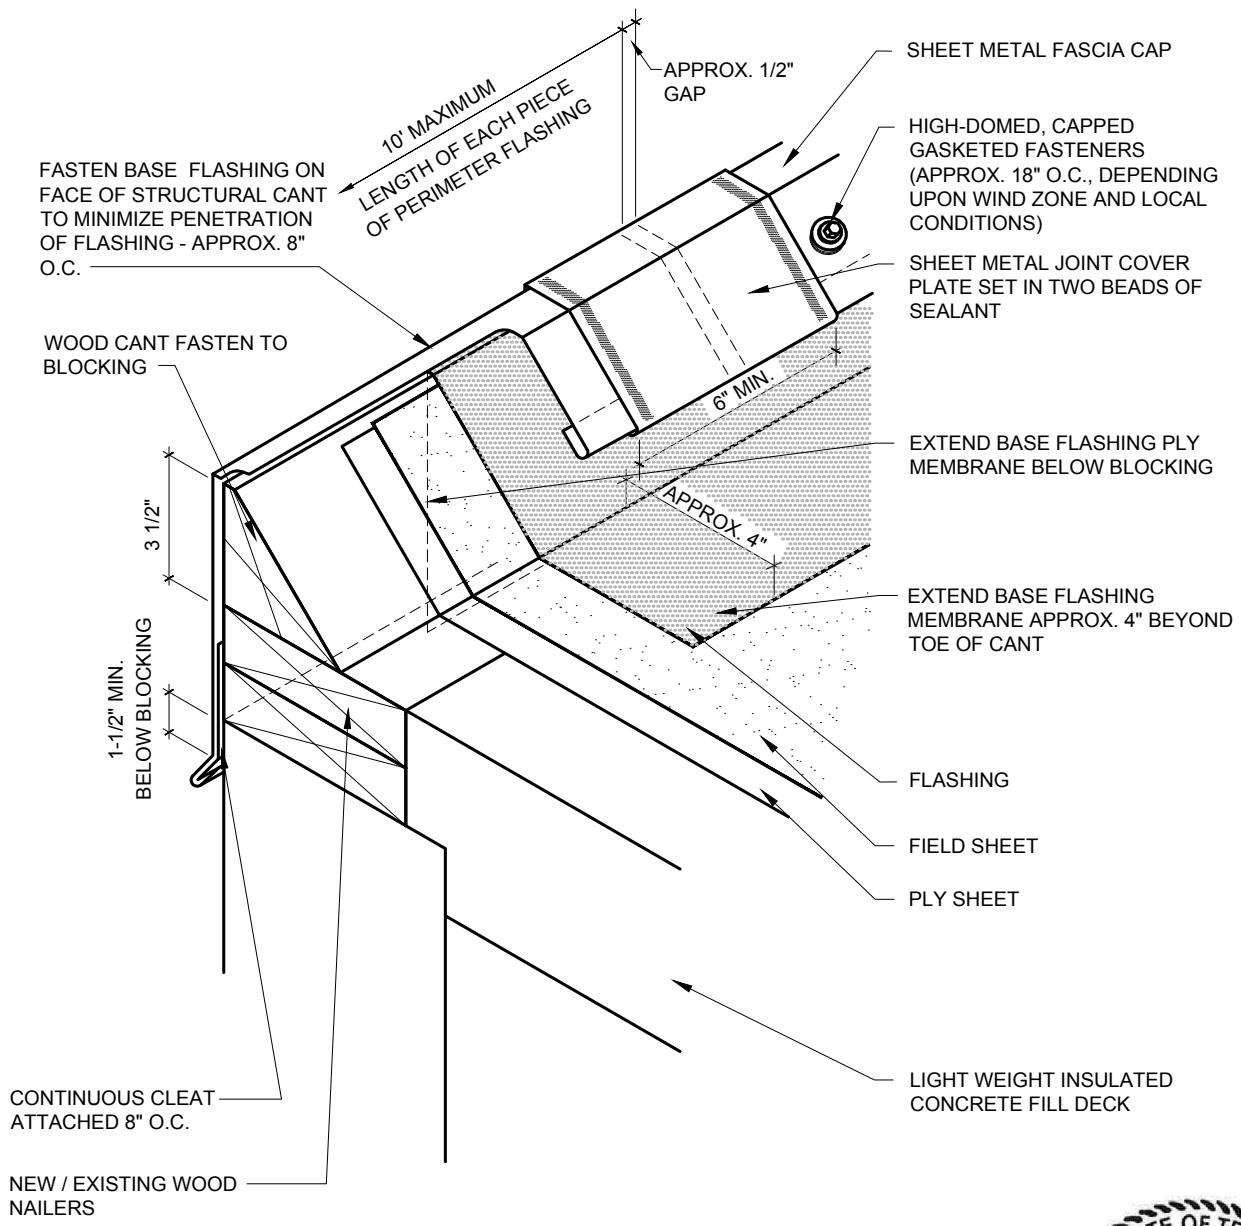 SHEET METAL FASCIA CAP
APPROX. 1/2"
GAP
10' MAXIMUM
LENGTH OF EACH PIECE
OF PERIMETER FLASHING
HIGH-DOMED, CAPPED
GASKETED FASTENERS
(APPROX. 18" O.C., DEPENDING
UPON WIND ZONE AND LOCAL
CONDITIONS)
FASTEN BASE FLASHING ON
FACE OF STRUCTURAL CANT
TO MINIMIZE PENETRATION
OF FLASHING - APPROX. 8"
O.C.
SHEET METAL JOINT COVER
PLATE SET IN TWO BEADS OF
SEALANT
WOOD CANT FASTEN TO
BLOCKING
6" MIN.
EXTEND BASE FLASHING PLY
MEMBRANE BELOW BLOCKING
3 1/2"
APPROX. 4"
EXTEND BASE FLASHING
MEMBRANE APPROX. 4" BEYOND
TOE OF CANT
1-1/2" MIN.
BELOW BLOCKING
FLASHING
FIELD SHEET
PLY SHEET
LIGHT WEIGHT INSULATED
CONCRETE FILL DECK
CONTINUOUS CLEAT
ATTACHED 8" O.C.
NEW / EXISTING WOOD
NAILERS
OF